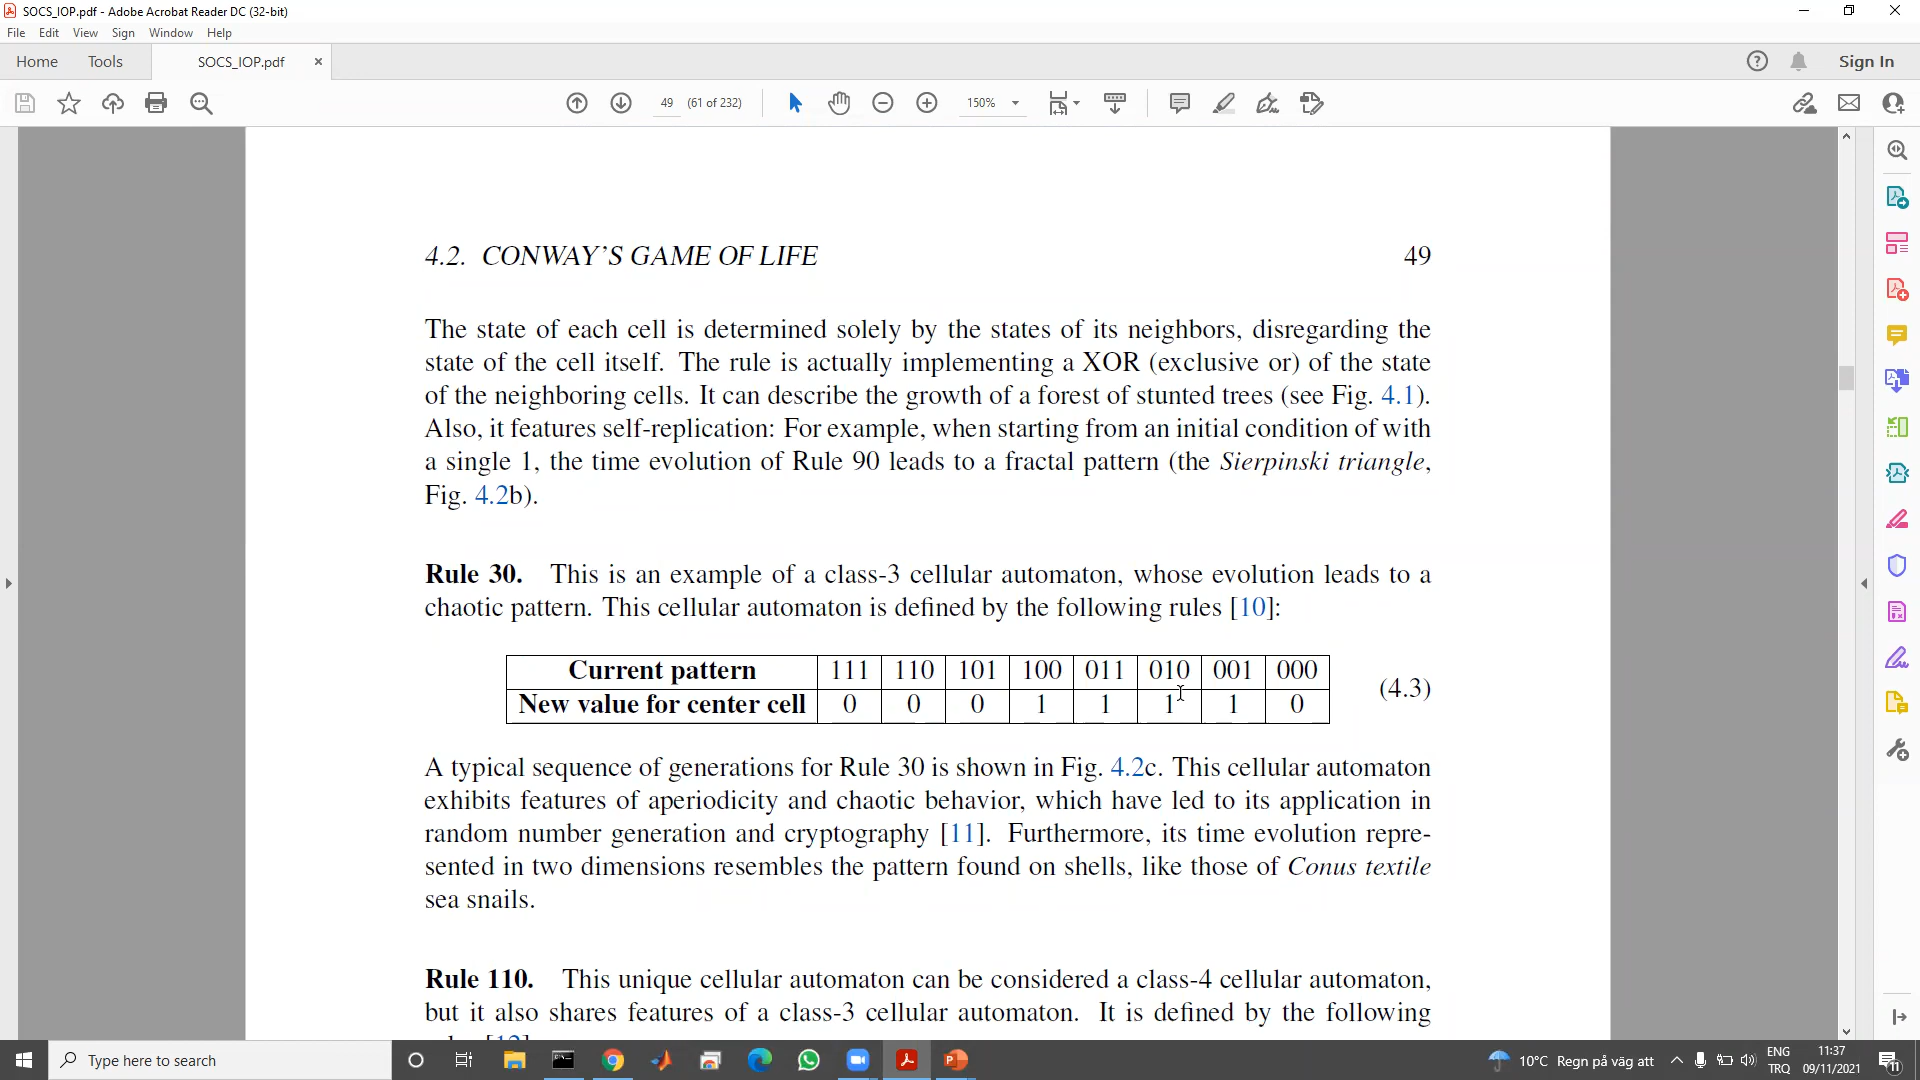 SOCS_IOP.pdf - Adobe Acrobat Reader DC (32-bit)
File Edit View Sign Window Help
Home Tools SOCS_IOP.pdf × Sign In
49 (61 of 232) 150%
4.2. CONWAY'S GAME OF LIFE 49
The state of each cell is determined solely by the states of its neighbors, disregarding the
state of the cell itself. The rule is actually implementing a XOR (exclusive or) of the state
of the neighboring cells. It can describe the growth of a forest of stunted trees (see Fig. 4.1).
Also, it features self-replication: For example, when starting from an initial condition of with
a single 1, the time evolution of Rule 90 leads to a fractal pattern (the Sierpinski triangle,
Fig. 4.2b).
Rule 30. This is an example of a class-3 cellular automaton, whose evolution leads to a
chaotic pattern. This cellular automaton is defined by the following rules [10]:
Current pattern 111 110 101 100 011 010 001 000
New value for center cell 0 0 0 1 1 1 1 0
(4.3)
A typical sequence of generations for Rule 30 is shown in Fig. 4.2c. This cellular automaton
exhibits features of aperiodicity and chaotic behavior, which have led to its application in
random number generation and cryptography [11]. Furthermore, its time evolution repre-
sented in two dimensions resembles the pattern found on shells, like those of Conus textile
sea snails.
Rule 110. This unique cellular automaton can be considered a class-4 cellular automaton,
but it also shares features of a class-3 cellular automaton. It is defined by the following
Type here to search
10°C Regn på väg att
ENG
TRQ
11:37
09/11/2021
11